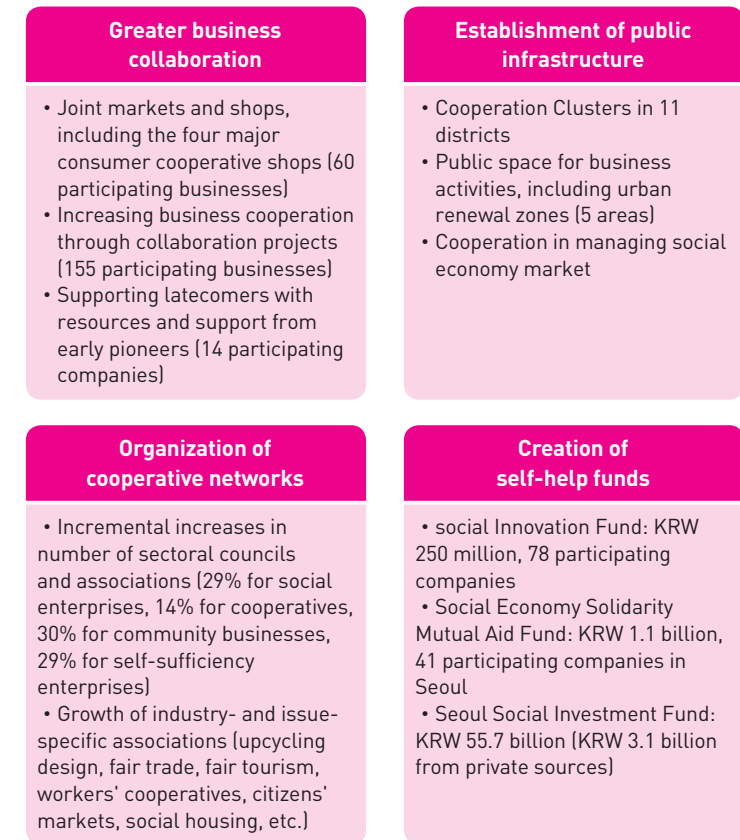 Greater business
collaboration
• Joint markets and shops,
including the four major
consumer cooperative shops (60
participating businesses)
• Increasing business cooperation
through collaboration projects
(155 participating businesses)
• Supporting latecomers with
resources and support from
early pioneers (14 participating
companies)
Establishment of public
infrastructure
• Cooperation Clusters in 11
districts
• Public space for business
activities, including urban
renewal zones (5 areas)
• Cooperation in managing social
economy market
Organization of
cooperative networks
• Incremental increases in
number of sectoral councils
and associations (29% for social
enterprises, 14% for cooperatives,
30% for community businesses,
29% for self-sufficiency
enterprises)
• Growth of industry- and issue-
specific associations (upcycling
design, fair trade, fair tourism,
workers' cooperatives, citizens'
markets, social housing, etc.)
Creation of
self-help funds
• social Innovation Fund: KRW
250 million, 78 participating
companies
• Social Economy Solidarity
Mutual Aid Fund: KRW 1.1 billion,
41 participating companies in
Seoul
• Seoul Social Investment Fund:
KRW 55.7 billion (KRW 3.1 billion
from private sources)